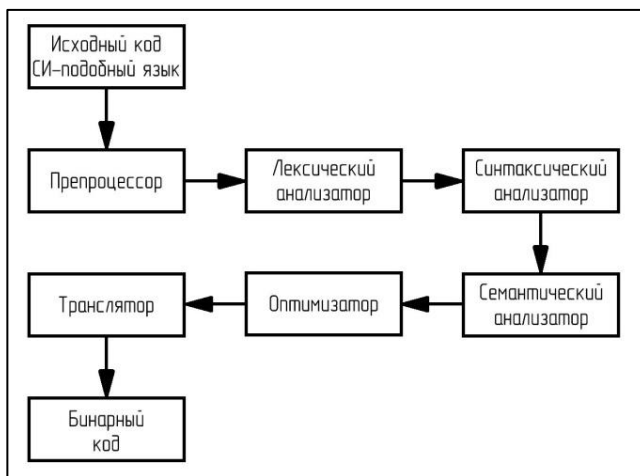 Исходный код
СИ-подобный язык
Препроцессор
Лексический
анализатор
Синтаксический
анализатор
Семантический
анализатор
Оптимизатор
Транслятор
Бинарный
код